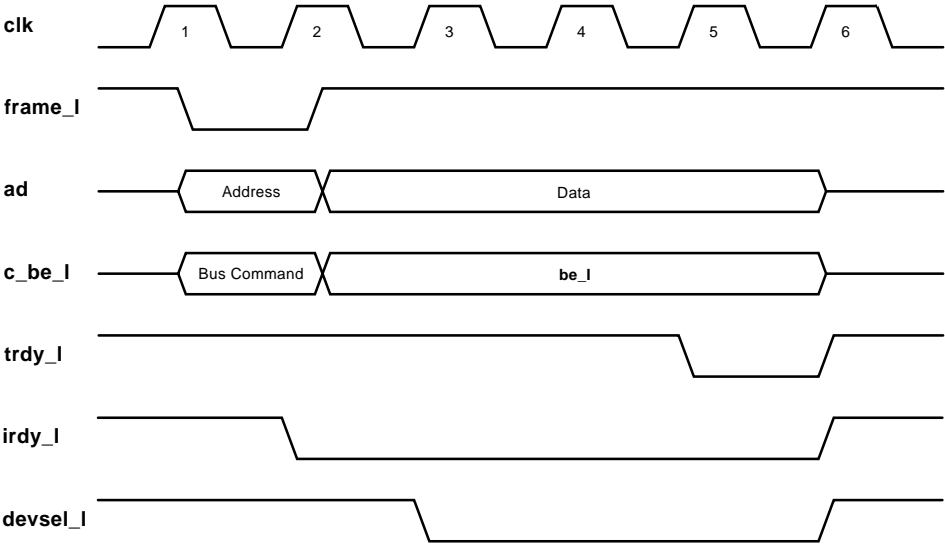 clk
1 2 3 4 5 6
frame_l
ad
Address Data
c_be_l
Bus Command be_l
trdy_l
irdy_l
devsel_l